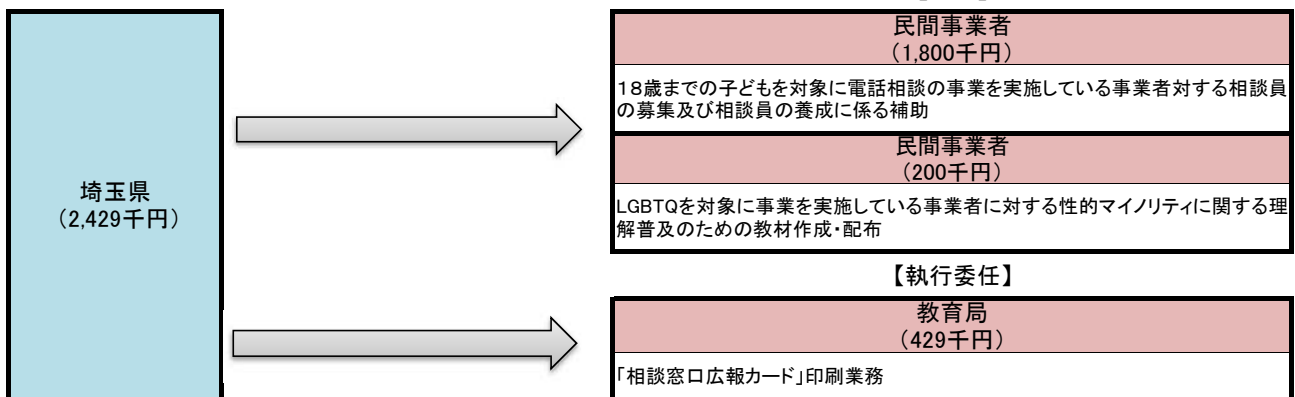 埼玉県
(2,429千円)
民間事業者
(1,800千円)
18歳までの子どもを対象に電話相談の事業を実施している事業者対する相談員
の募集及び相談員の養成に係る補助
民間事業者
(200千円)
LGBTQを対象に事業を実施している事業者に対する性的マイノリティに関する理
解普及のための教材作成・配布
【執行委任】
教育局
(429千円)
「相談窓口広報カード」印刷業務